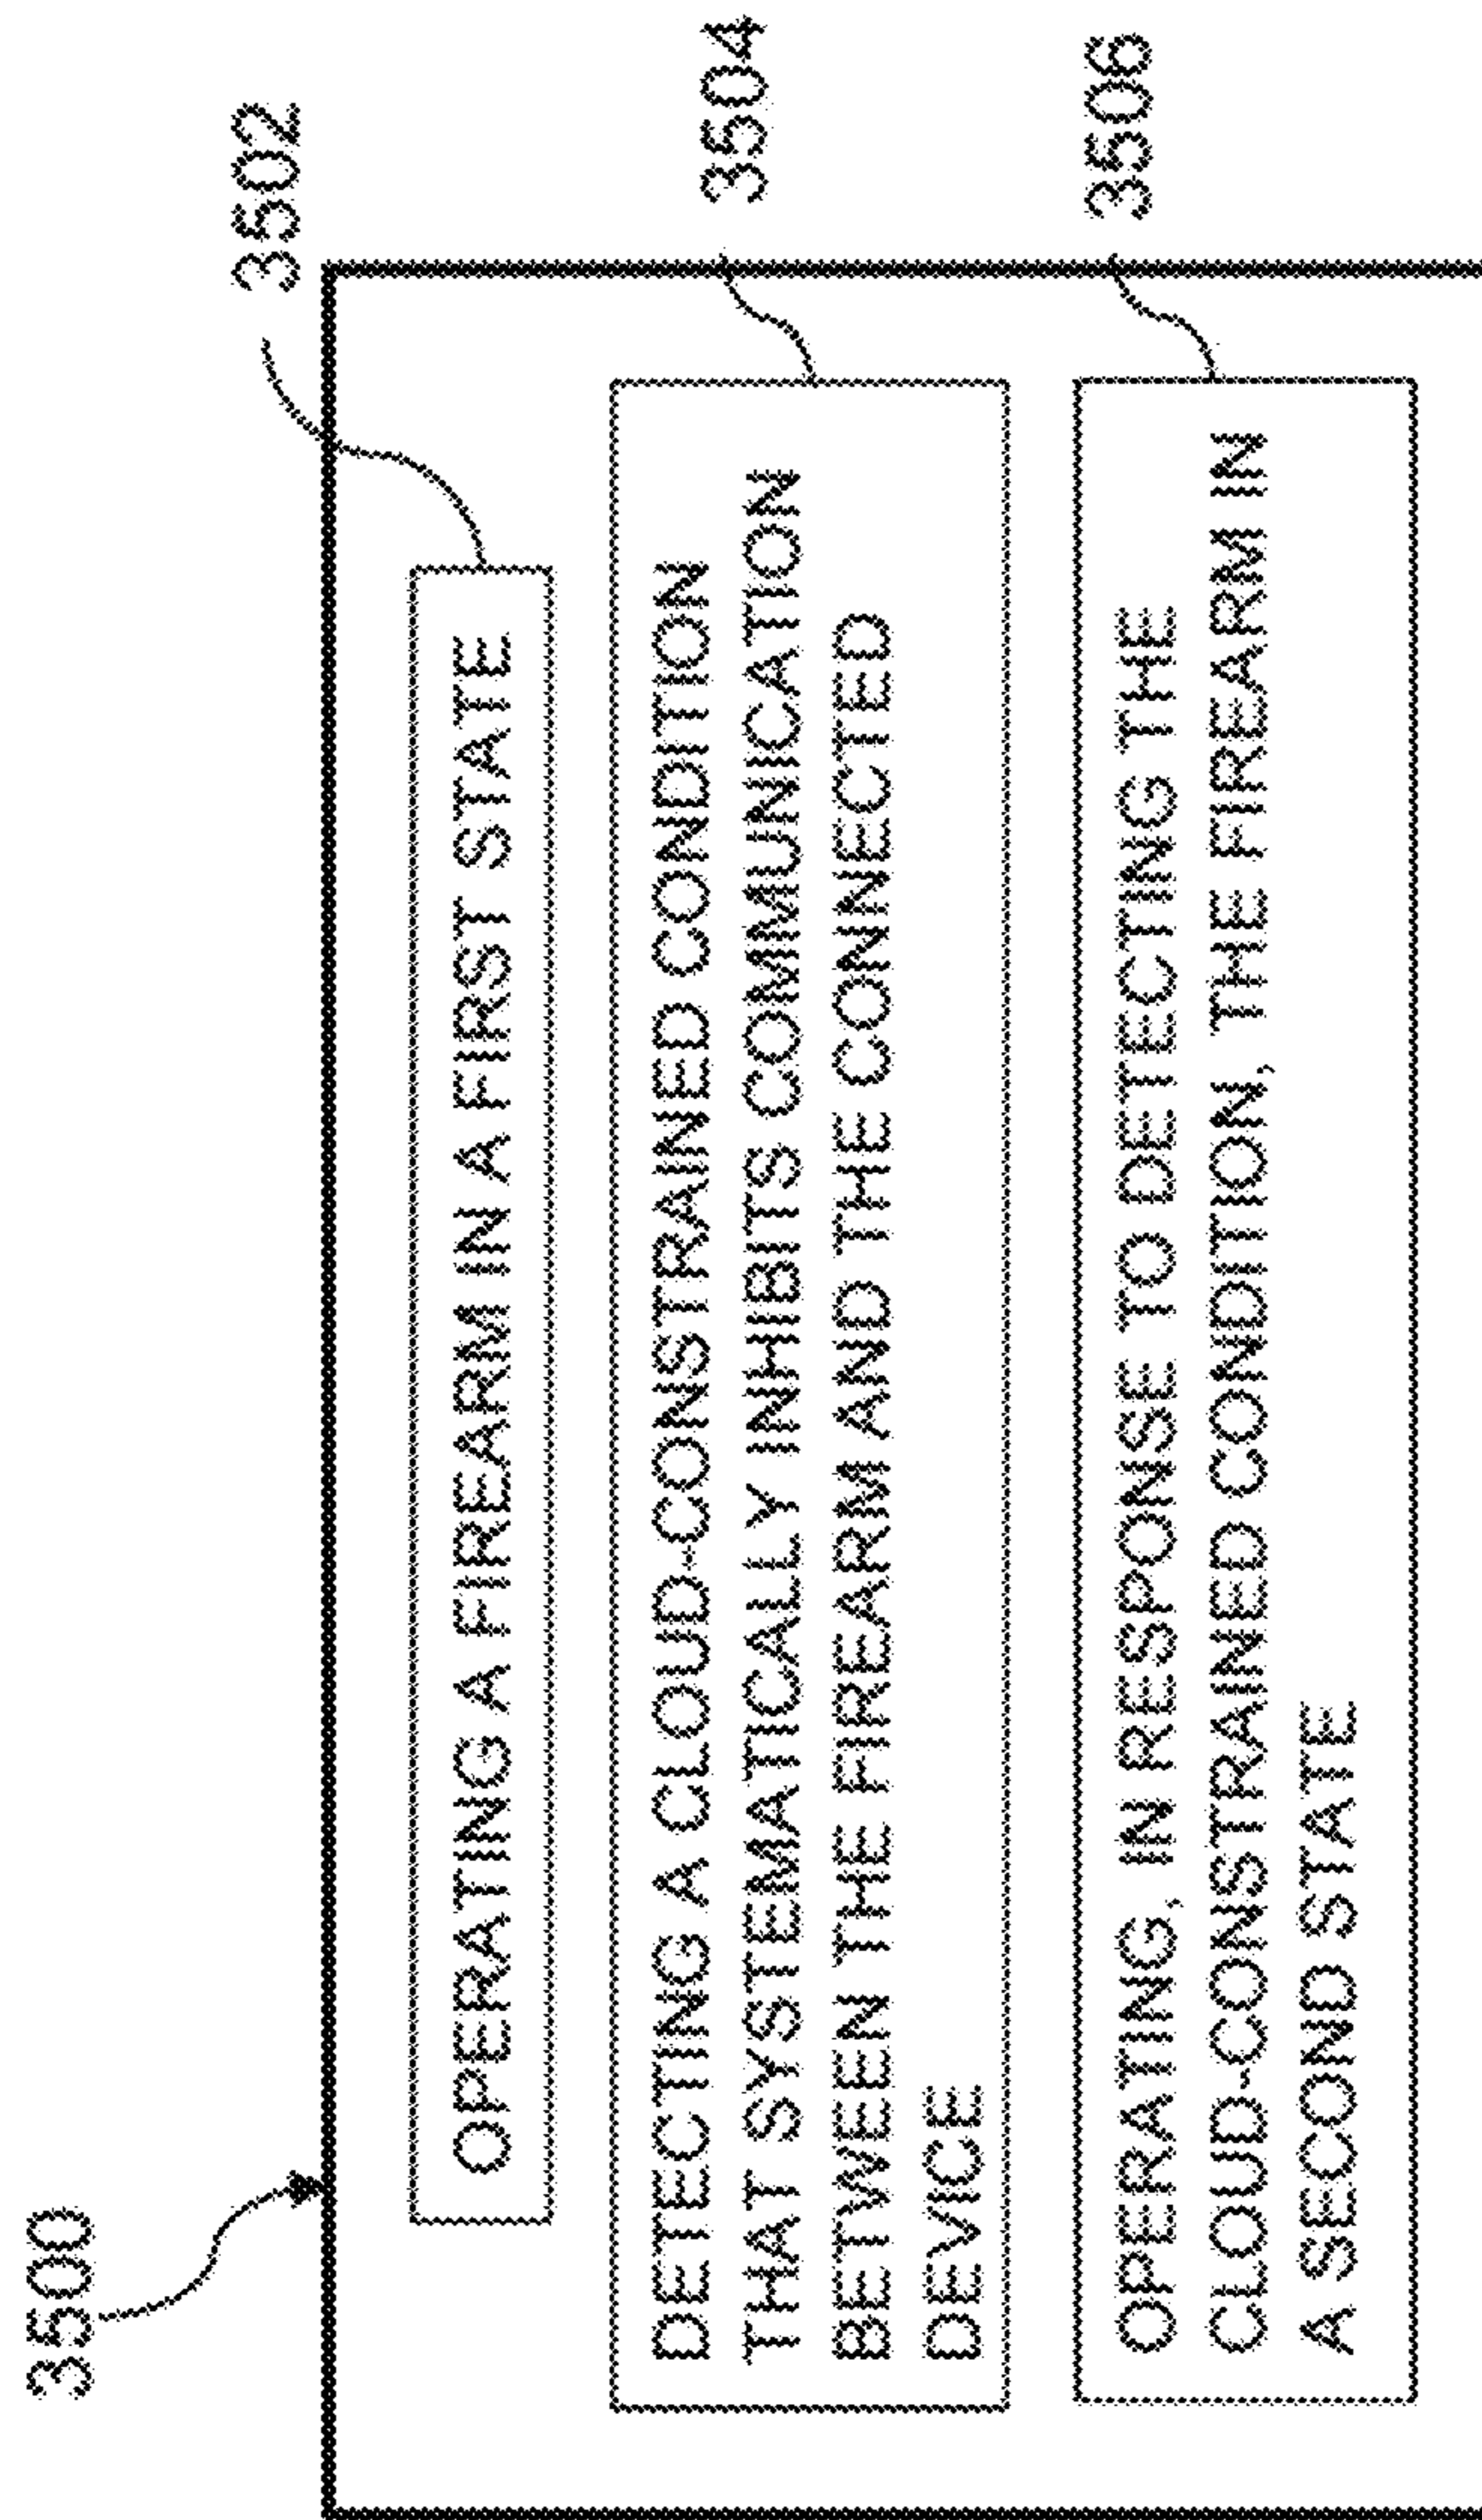 3500
3502
OPERATING A FIREARM IN A FIRST STATE
3504
DETECTING A CLOUD-CONSTRAINED CONDITION
THAT SYSTEMATICALLY INHIBITS COMMUNICATION
BETWEEN THE FIREARM AND THE CONNECTED
DEVICE
3506
OPERATING, IN RESPONSE TO DETECTING THE
CLOUD-CONSTRAINED CONDITION, THE FIREARM IN
A SECOND STATE